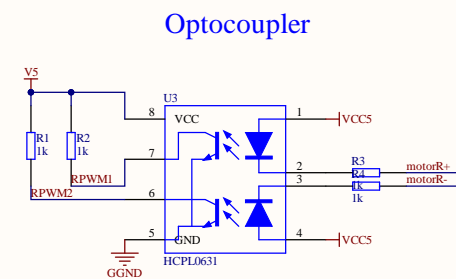 Optocoupler
V5
U3
R1
1k
R2
1k
8
VCC
1
VCC5
7
RPWM1
2
R3
motorR+
RPWM2
6
3
R4
1k
motorR-
1k
5
GND
4
VCC5
GGND
HCPL0631